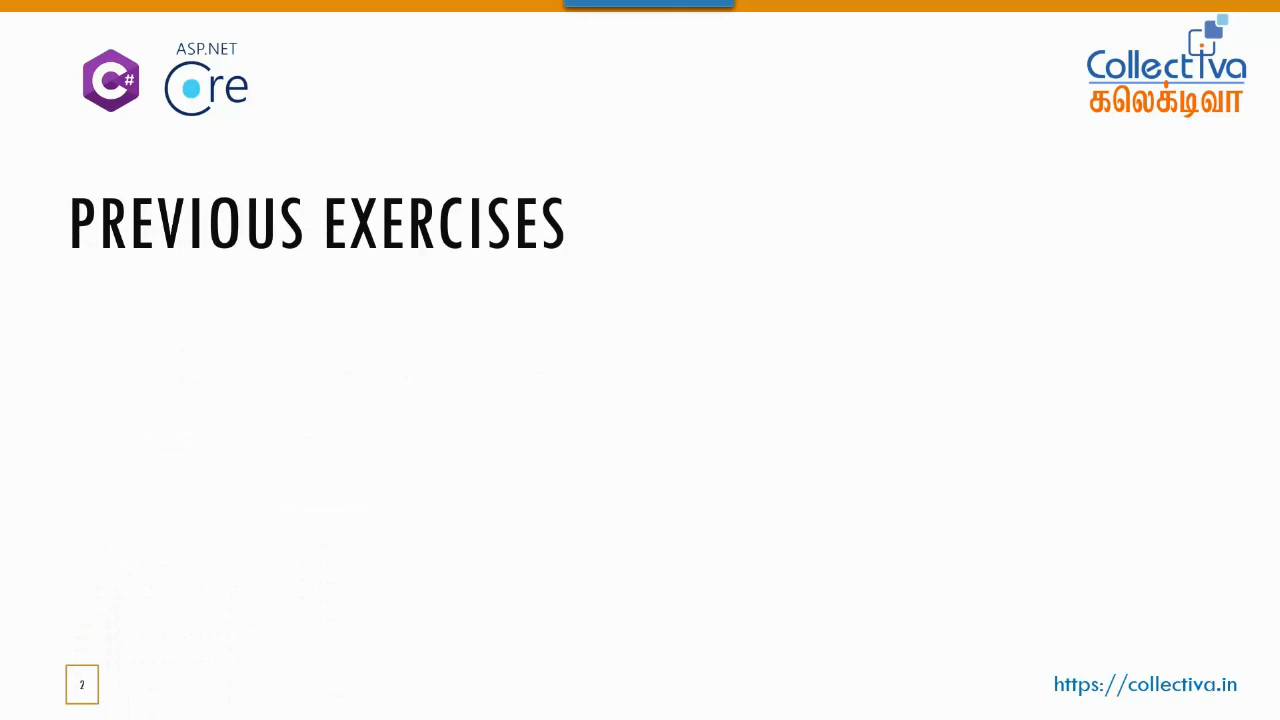 C#
ASP.NET
Core
Collectiva
கலெக்டிவா
PREVIOUS EXERCISES
2
https://collectiva.in